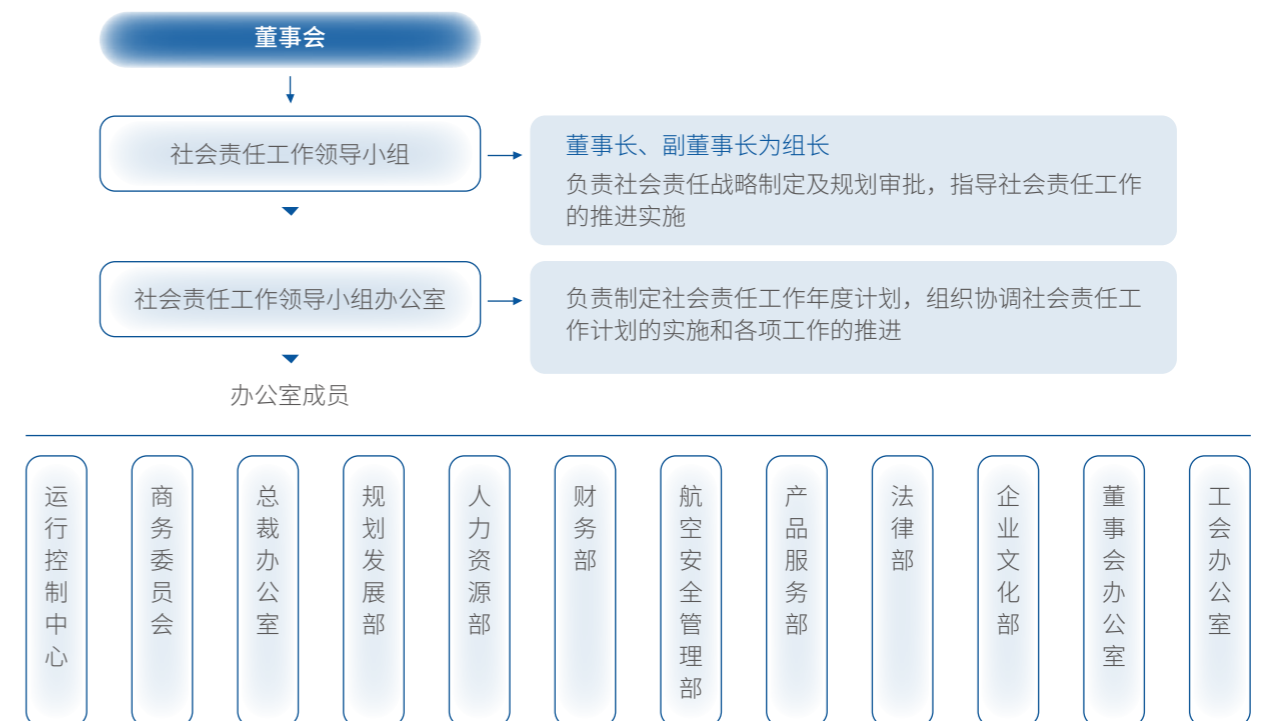 董事会
社会责任工作领导小组
董事长、副董事长为组长
负责社会责任战略制定及规划审批，指导社会责任工作
的推进实施
社会责任工作领导小组办公室
负责制定社会责任工作年度计划，组织协调社会责任工
作计划的实施和各项工作的推进
办公室成员
运行控制中心
商务委员会
总裁办公室
规划发展部
人力资源部
财务部
航空安全管理部
产品服务部
法律部
企业文化部
董事会办公室
工会办公室